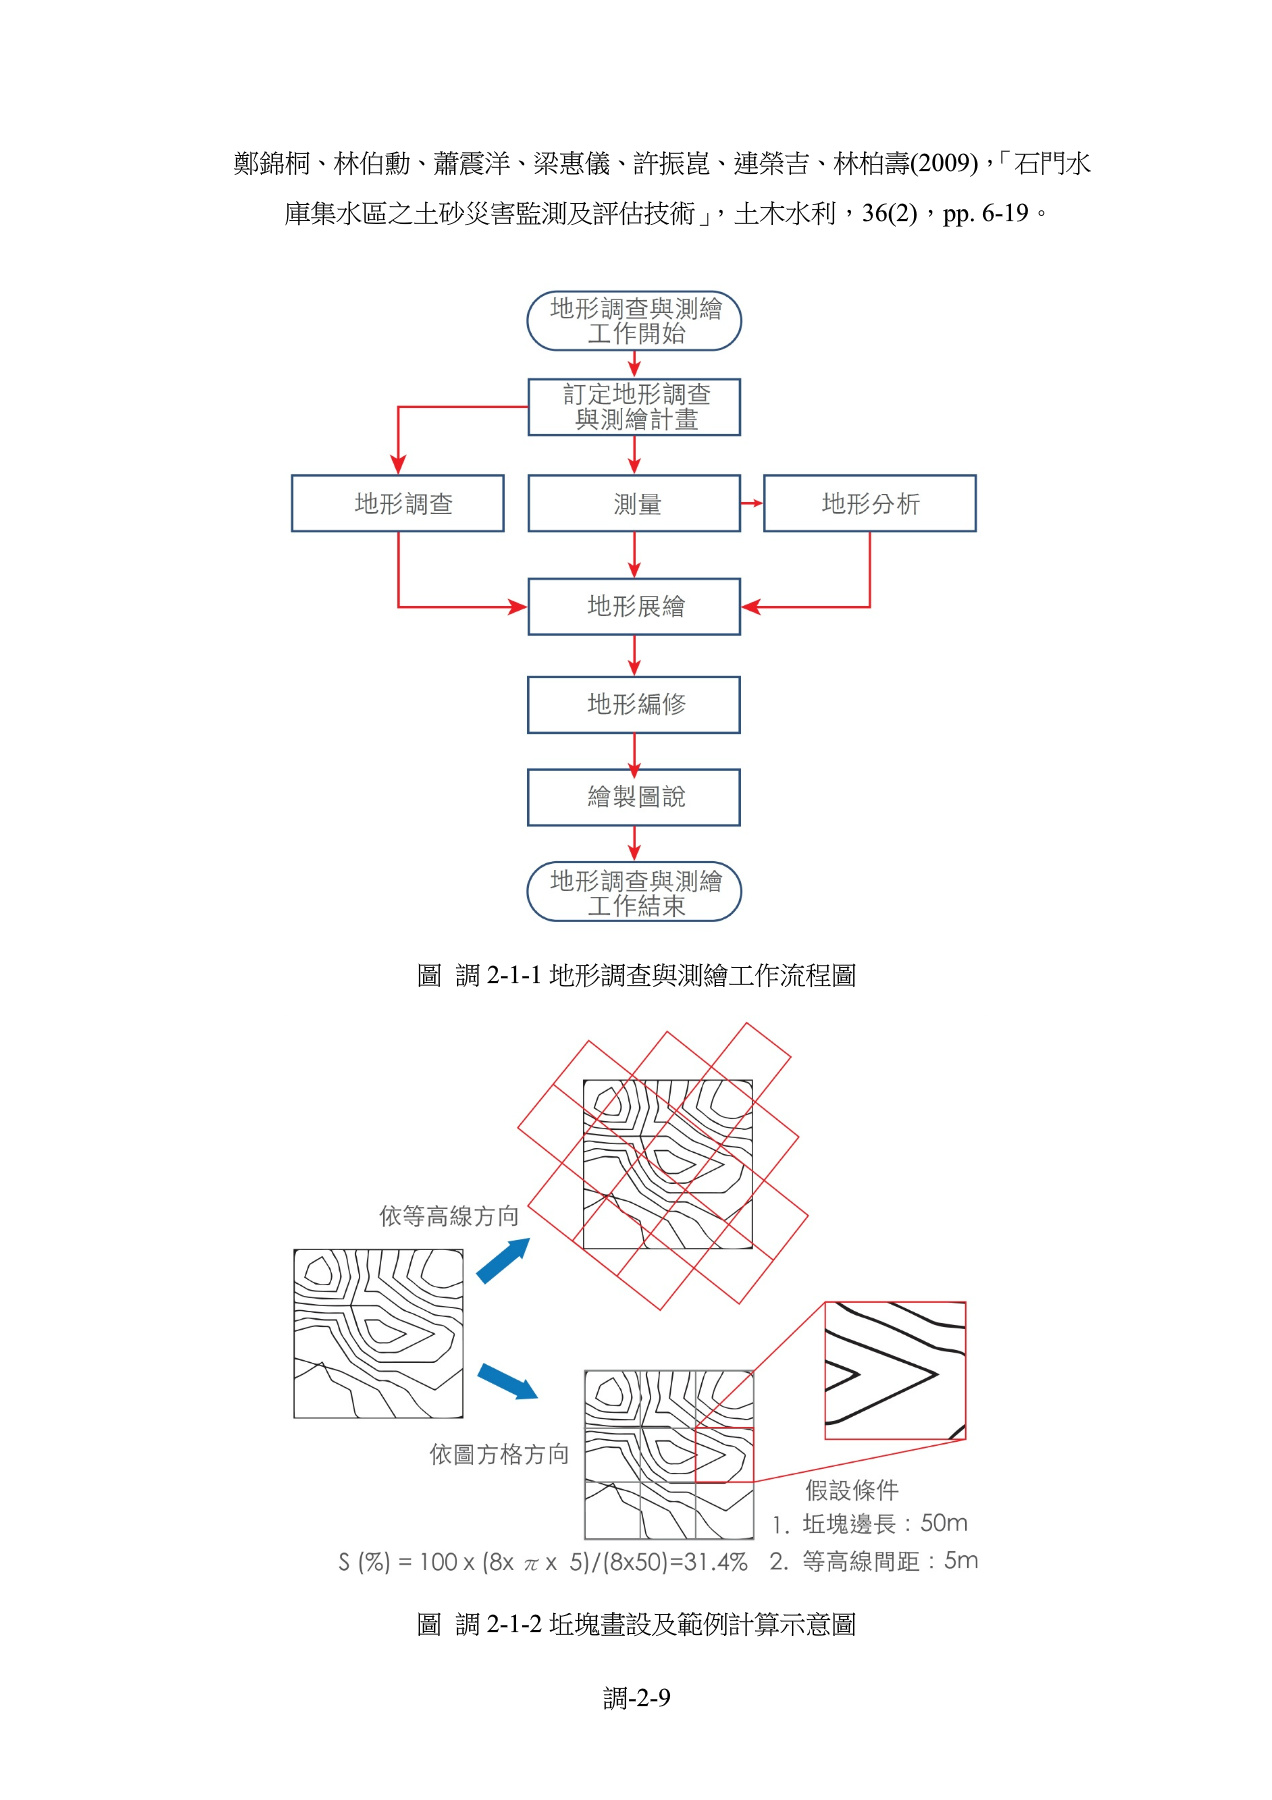 鄭錦桐、林伯勳、蕭震洋、梁惠儀、許振崑、連榮吉、林柏壽(2009)，「石門水
庫集水區之土砂災害監測及評估技術」，土木水利，36(2)，pp. 6-19。
地形調查與測繪
工作開始
訂定地形調查
與測繪計畫
地形調查
測量
地形分析
地形展繪
地形編修
繪製圖說
地形調查與測繪
工作結束
圖 調 2-1-1 地形調查與測繪工作流程圖
依等高線方向
依圖方格方向
假設條件
1. 坵塊邊長：50m
S (%) = 100 x (8x π x 5)/(8x50)=31.4%
2. 等高線間距：5m
圖 調 2-1-2 坵塊畫設及範例計算示意圖
調-2-9